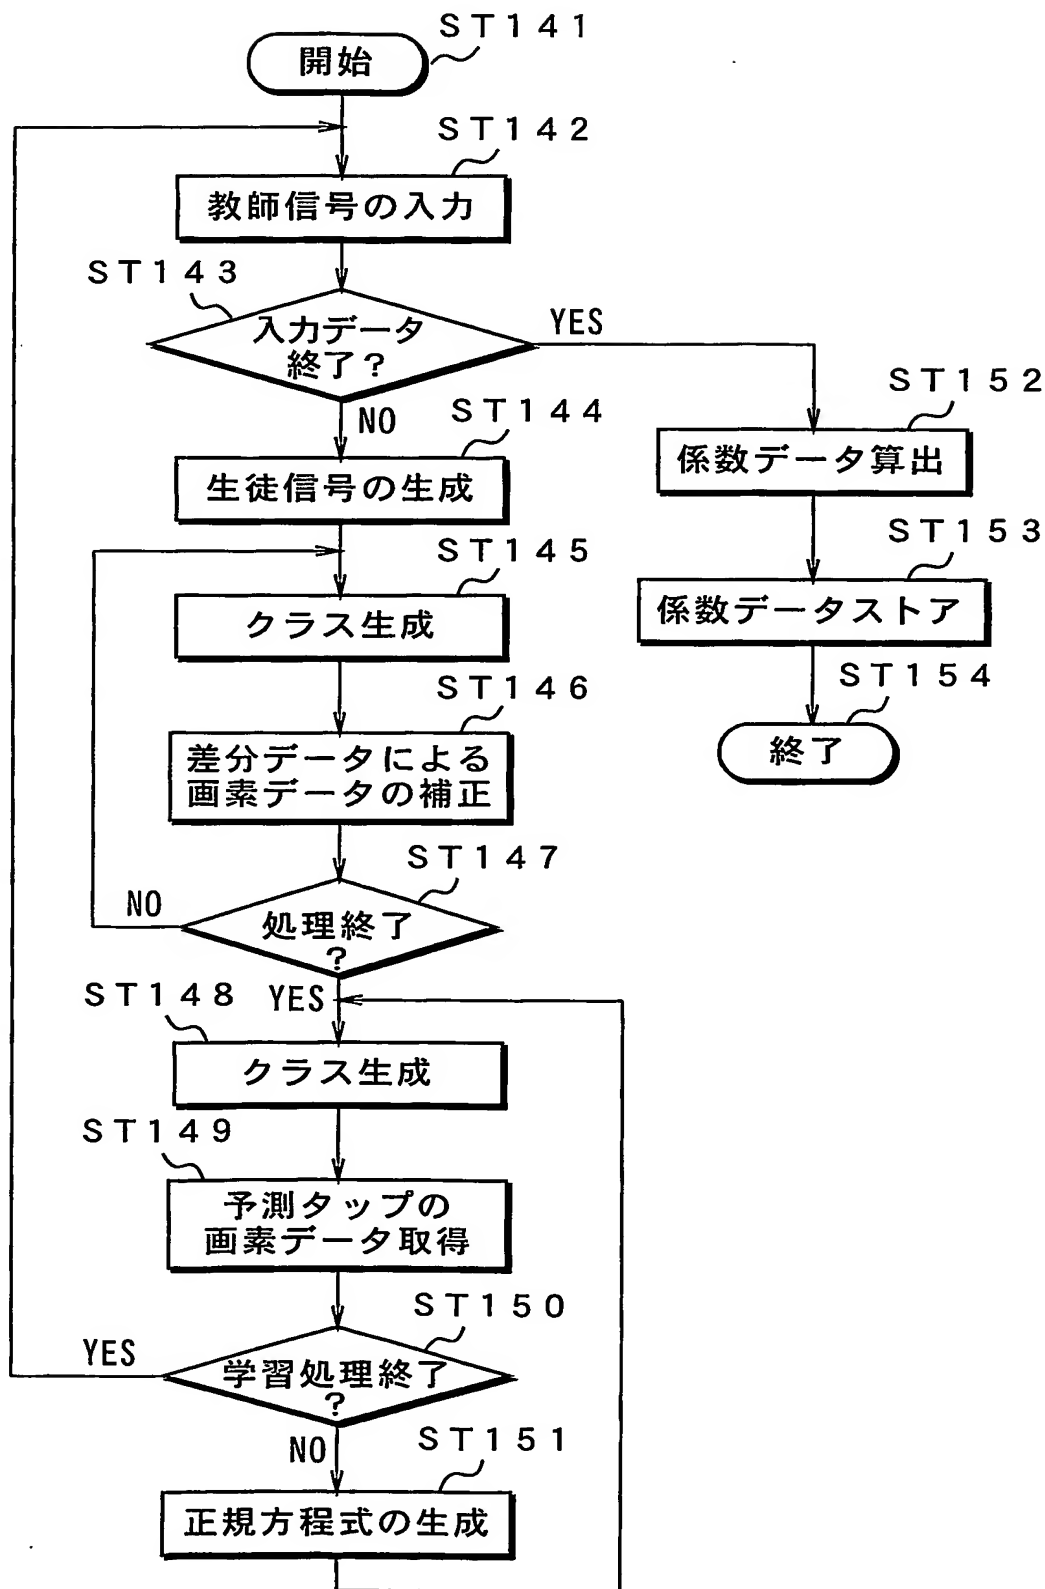 ST141
開始
ST142
教師信号の入力
ST143
入力データ
終了?
YES
NO
ST144
生徒信号の生成
ST152
係数データ算出
ST153
係数データストア
ST154
終了
ST145
クラス生成
ST146
差分データによる
画素データの補正
ST147
処理終了
?
NO
YES
ST148
クラス生成
ST149
予測タップの
画素データ取得
ST150
学習処理終了
?
YES
NO
ST151
正規方程式の生成